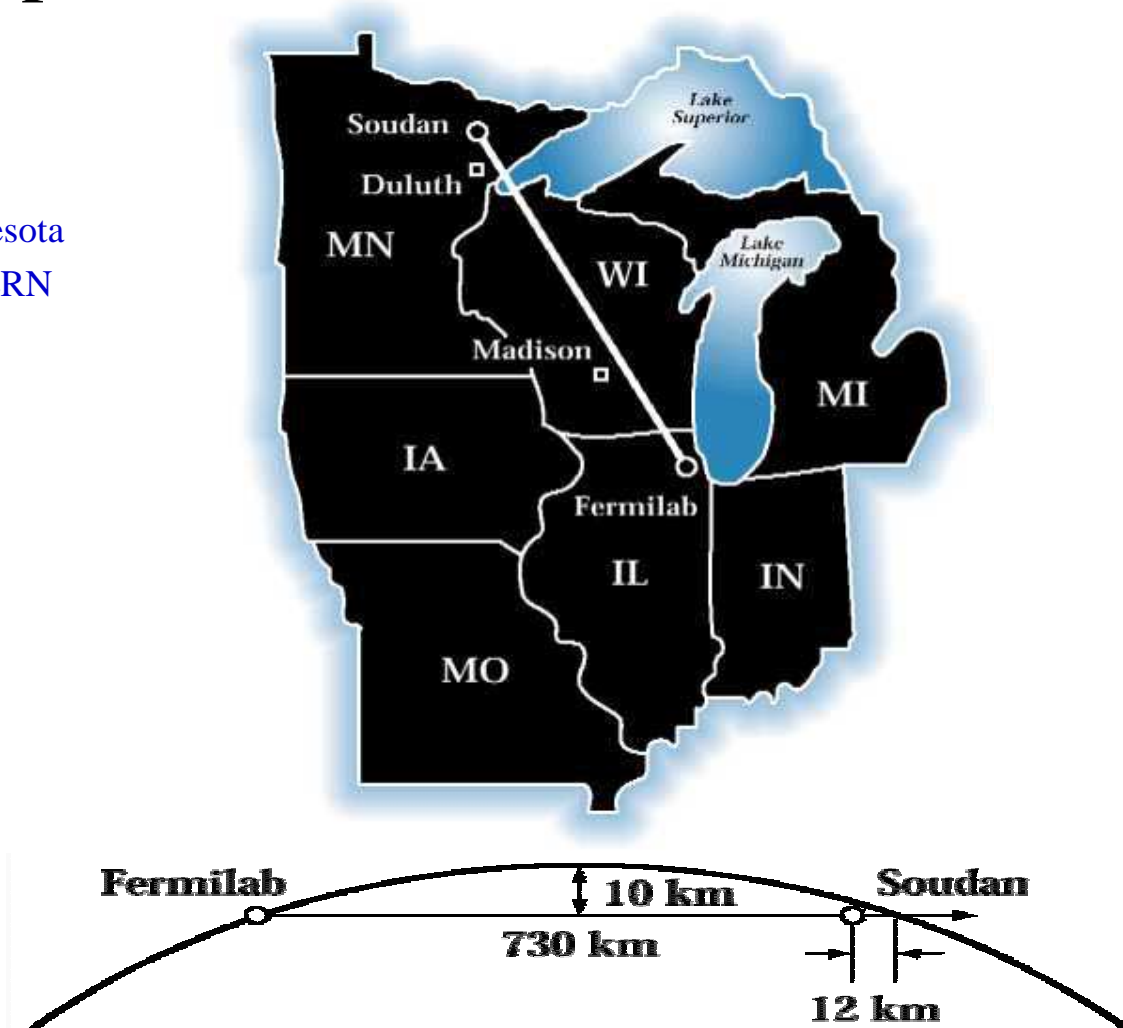 Lake
Superior
Soudan
Duluth
esota
MN
RN
Lake
Michigan
WI
Madison
MI
IA
Fermilab
IL
IN
MO
Fermilab
10 km
Soudan
730 km
12 km